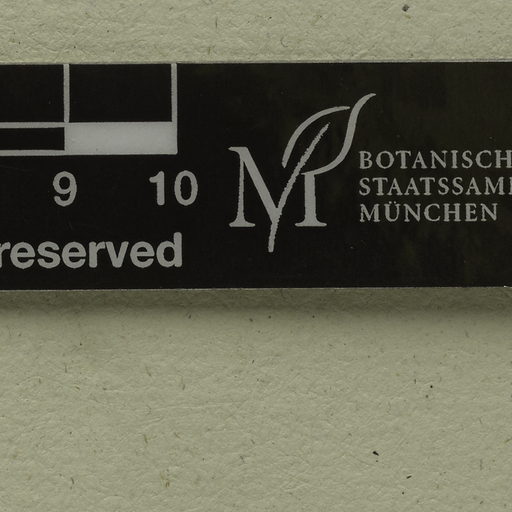 9 10
reserved
M
BOTANISCH
STAATSSAM
MÜNCHEN